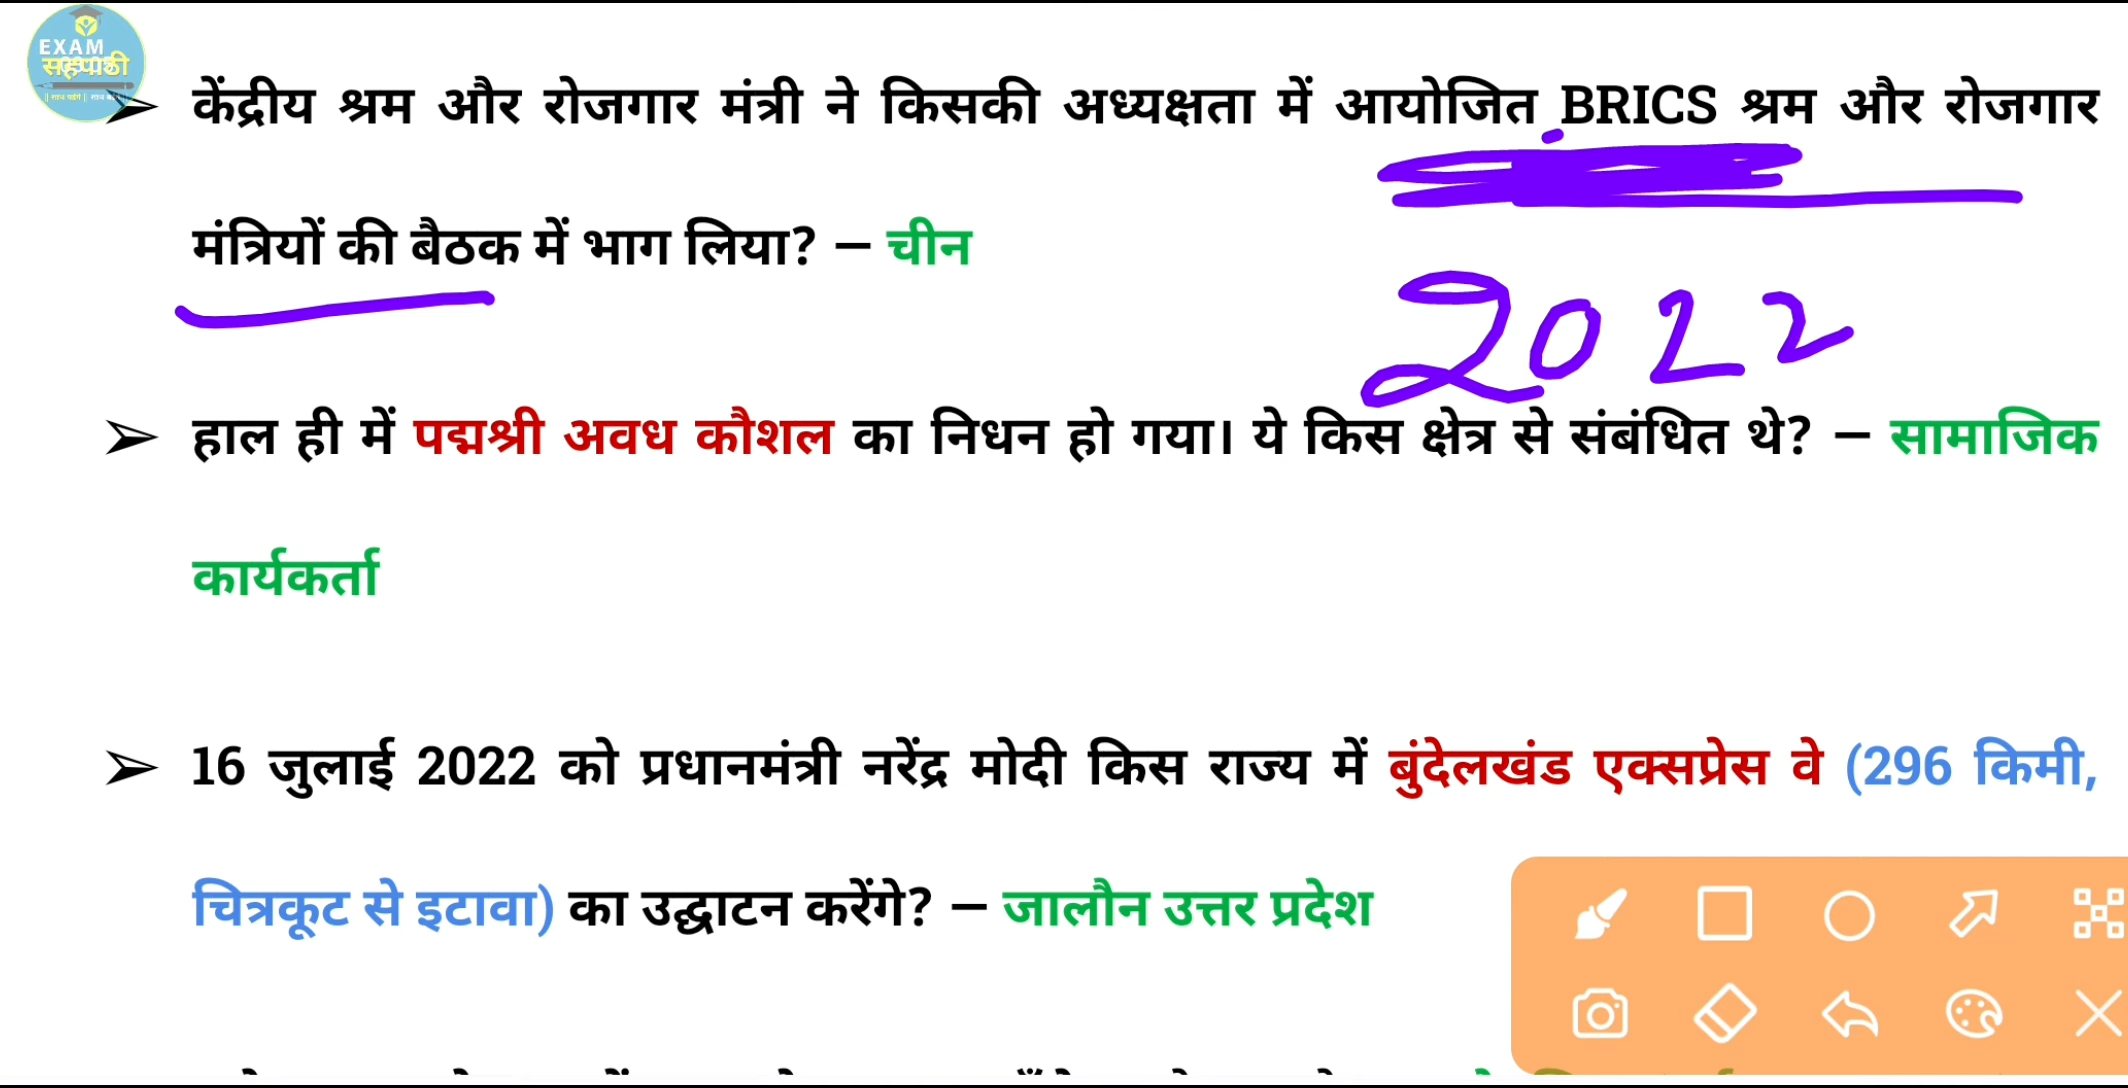 EXAM
सहपाठी
➢ केंद्रीय श्रम और रोजगार मंत्री ने किसकी अध्यक्षता में आयोजित BRICS श्रम और रोजगार
मंत्रियों की बैठक में भाग लिया? – चीन
2022
➢ हाल ही में पद्मश्री अवध कौशल का निधन हो गया। ये किस क्षेत्र से संबंधित थे? – सामाजिक
कार्यकर्ता
➢ 16 जुलाई 2022 को प्रधानमंत्री नरेंद्र मोदी किस राज्य में बुंदेलखंड एक्सप्रेस वे (296 किमी,
चित्रकूट से इटावा) का उद्घाटन करेंगे? – जालौन उत्तर प्रदेश